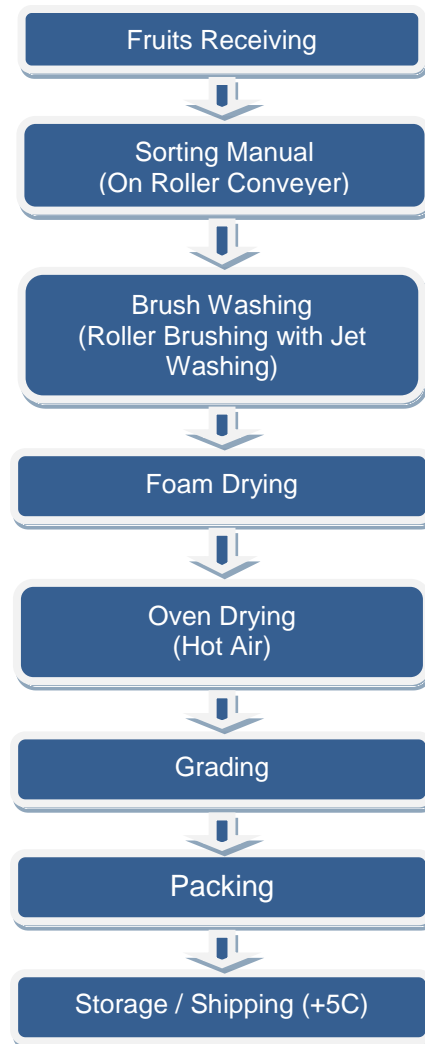 Fruits Receiving
Sorting Manual
(On Roller Conveyer)
Brush Washing
(Roller Brushing with Jet
Washing)
Foam Drying
Oven Drying
(Hot Air)
Grading
Packing
Storage / Shipping (+5C)